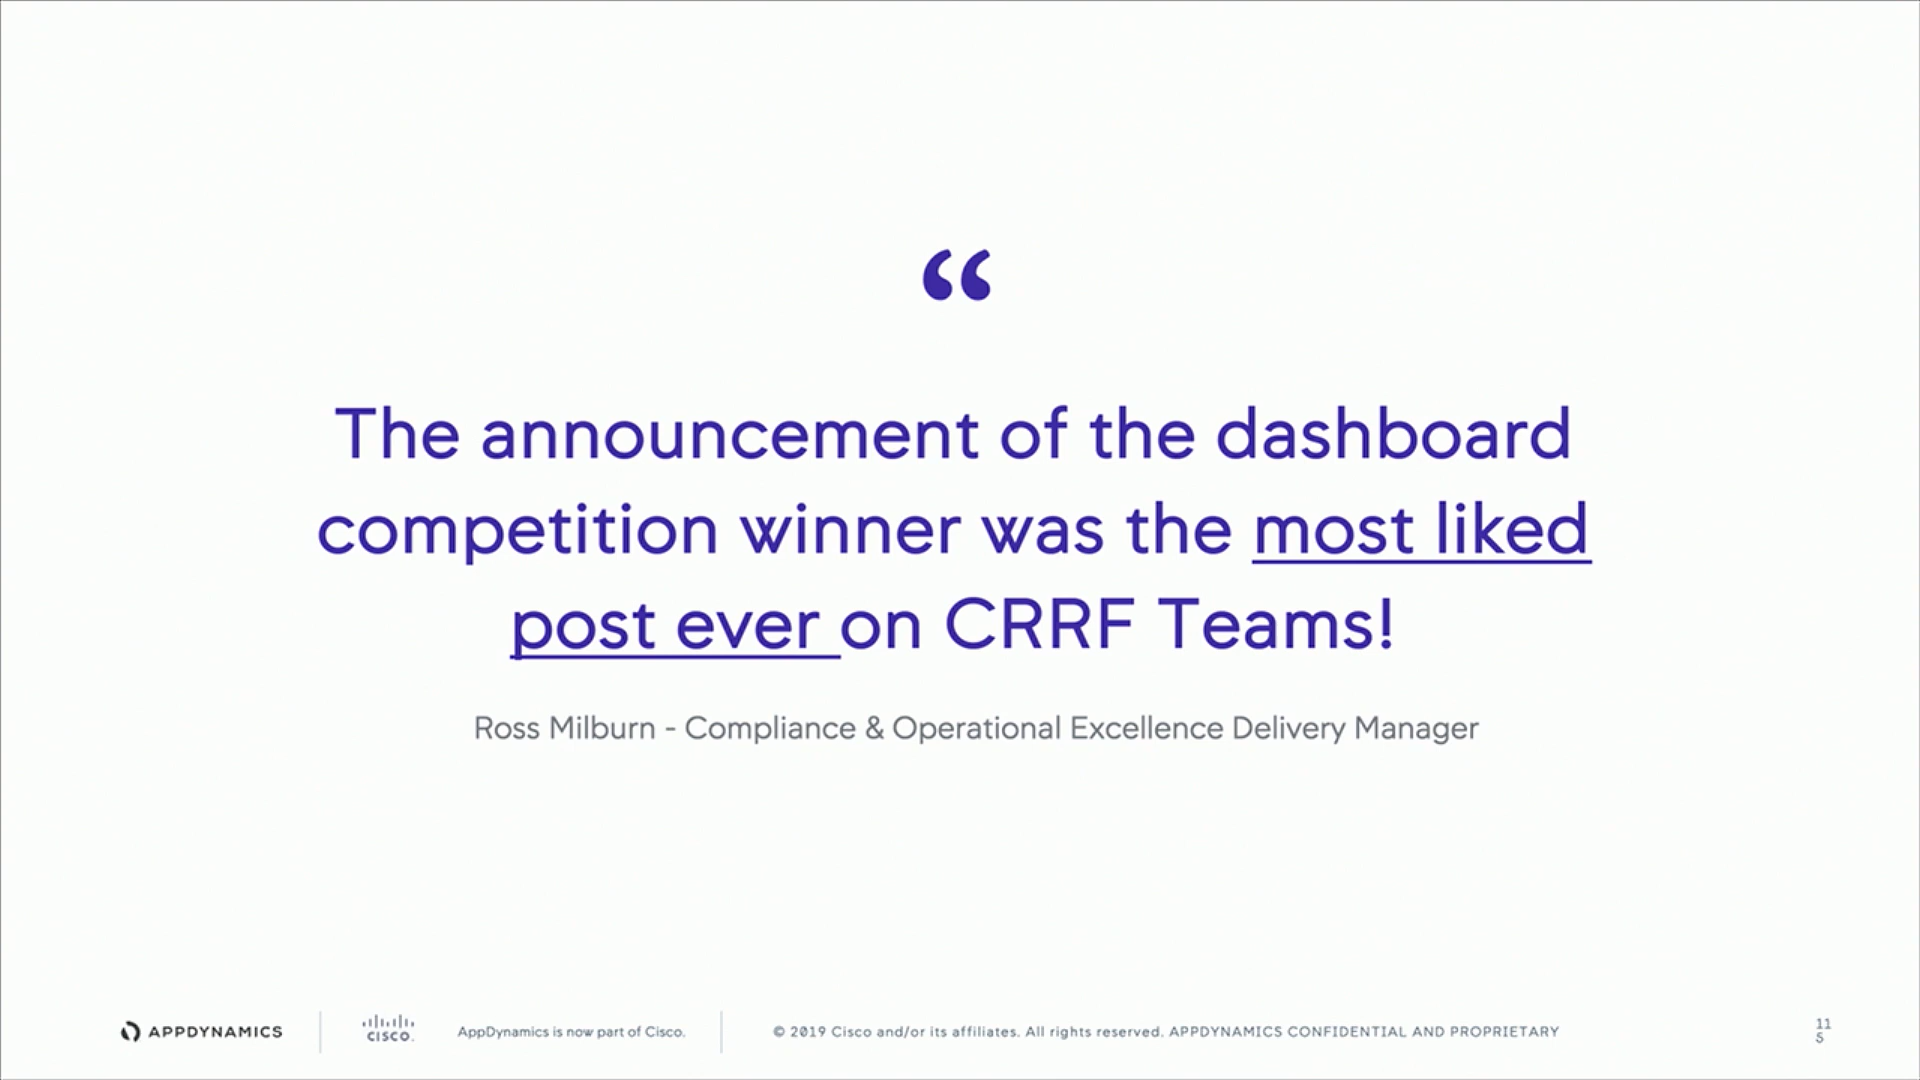 “
The announcement of the dashboard
competition winner was the most liked
post ever on CRRF Teams!
Ross Milburn - Compliance & Operational Excellence Delivery Manager
APPDYNAMICS
CISCO.
AppDynamics is now part of Cisco.
© 2019 Cisco and/or its affiliates. All rights reserved. APPDYNAMICS CONFIDENTIAL AND PROPRIETARY
11
5